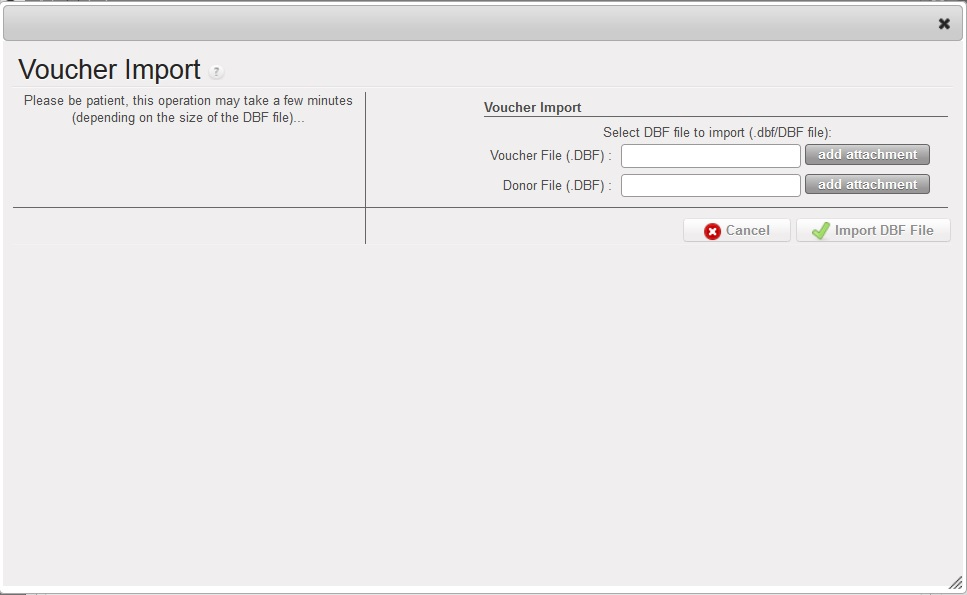 Voucher Import ?
Please be patient, this operation may take a few minutes
(depending on the size of the DBF file)...
Voucher Import
Select DBF file to import (.dbf/DBF file):
Voucher File (.DBF) : add attachment
Donor File (.DBF) : add attachment
Cancel Import DBF File